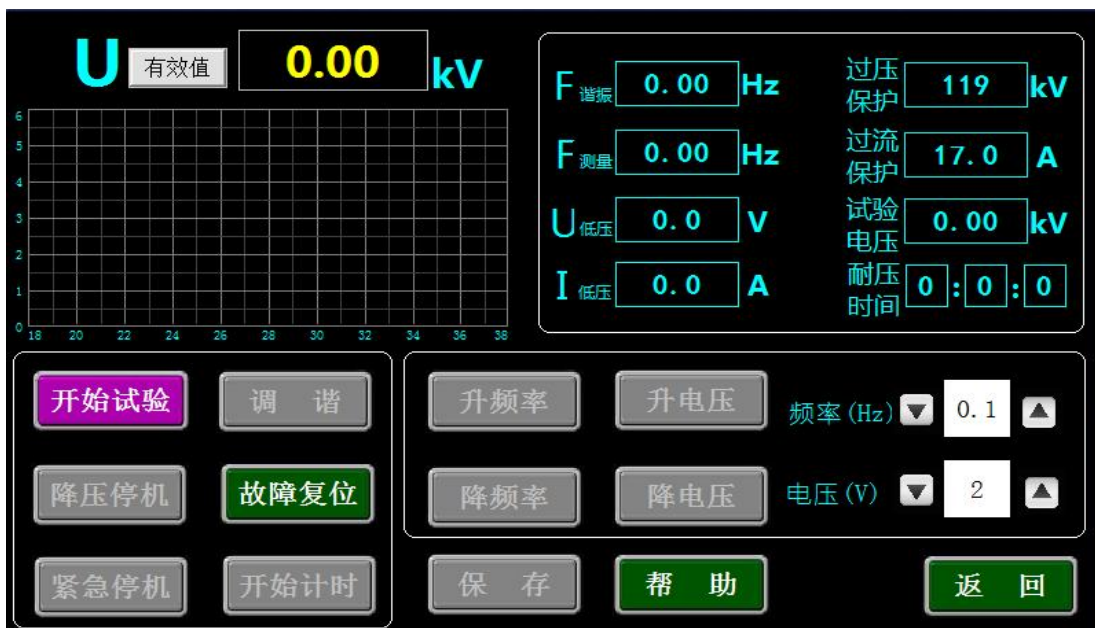 U 有效值 0.00 kV
6
5
4
3
2
1
0
18 20 22 24 26 28 30 32 34 36 38
F 谐振 0.00 Hz
过压保护 119 kV
F 测量 0.00 Hz
过流保护 17.0 A
U 低压 0.0 V
试验电压 0.00 kV
I 低压 0.0 A
耐压时间 0 : 0 : 0
开始试验 调 谐
降压停机 故障复位
紧急停机 开始计时
升频率 升电压 频率(Hz) ▼ 0.1 ▲
降频率 降电压 电压(V) ▼ 2 ▲
保 存 帮 助 返 回